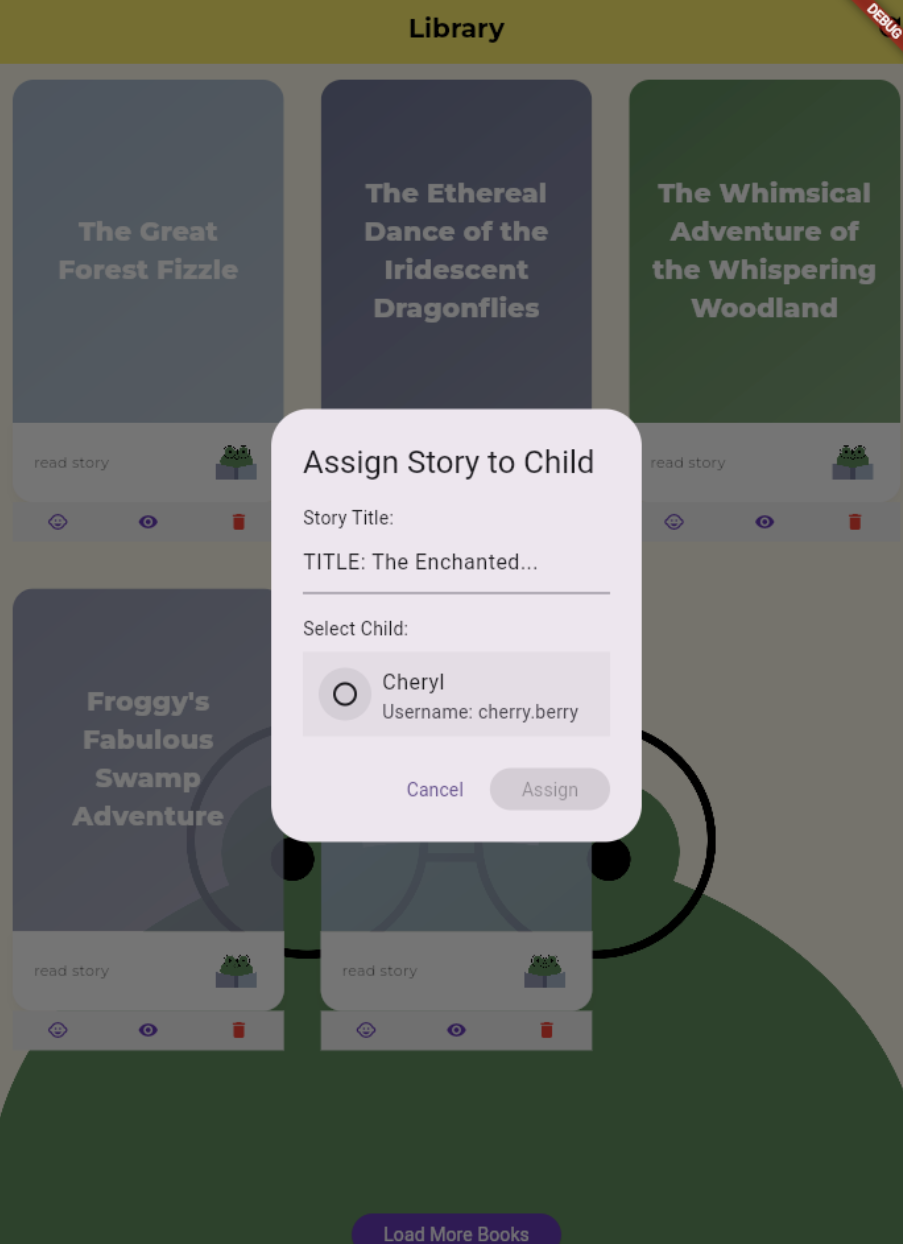 Library
DEBUG
The Great
Forest Fizzle
The Ethereal
Dance of the
Iridescent
Dragonflies
The Whimsical
Adventure of
the Whispering
Woodland
read story
read story
Assign Story to Child
Story Title:
TITLE: The Enchanted...
Select Child:
Cheryl
Username: cherry.berry
Cancel
Assign
Froggy's
Fabulous
Swamp
Adventure
read story
read story
Load More Books